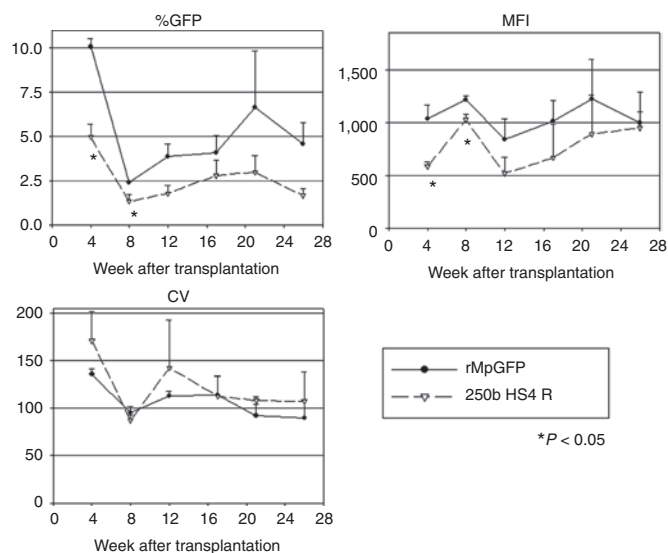 %GFP
10.0
7.5
5.0
2.5
0.0
*
*
0 4 8 12 16 20 24 28
Week after transplantation
MFI
1,500
1,000
500
0
*
*
0 4 8 12 16 20 24 28
Week after transplantation
CV
200
150
100
50
0
0 4 8 12 16 20 24 28
Week after transplantation
rMpGFP
250b HS4 R
*P < 0.05